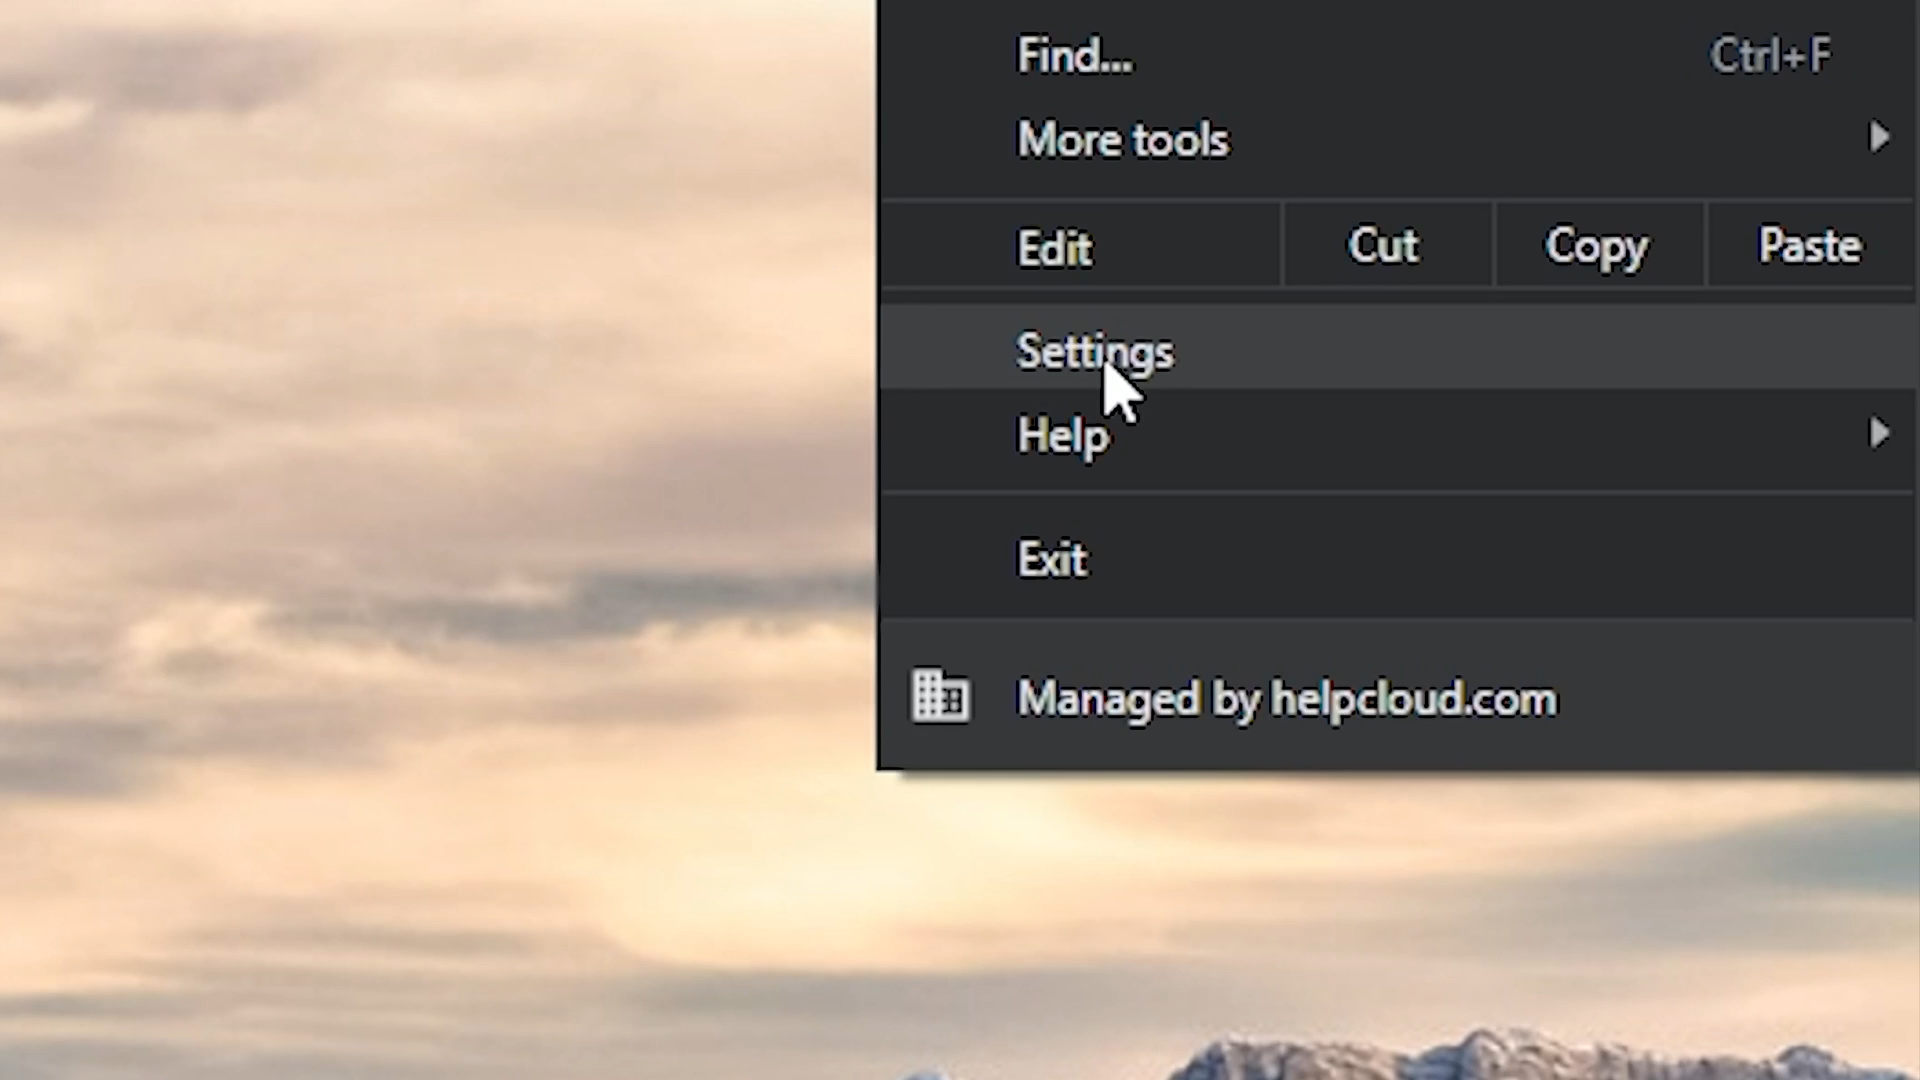 Find... Ctrl+F
More tools
Edit Cut Copy Paste
Settings
Help
Exit
Managed by helpcloud.com